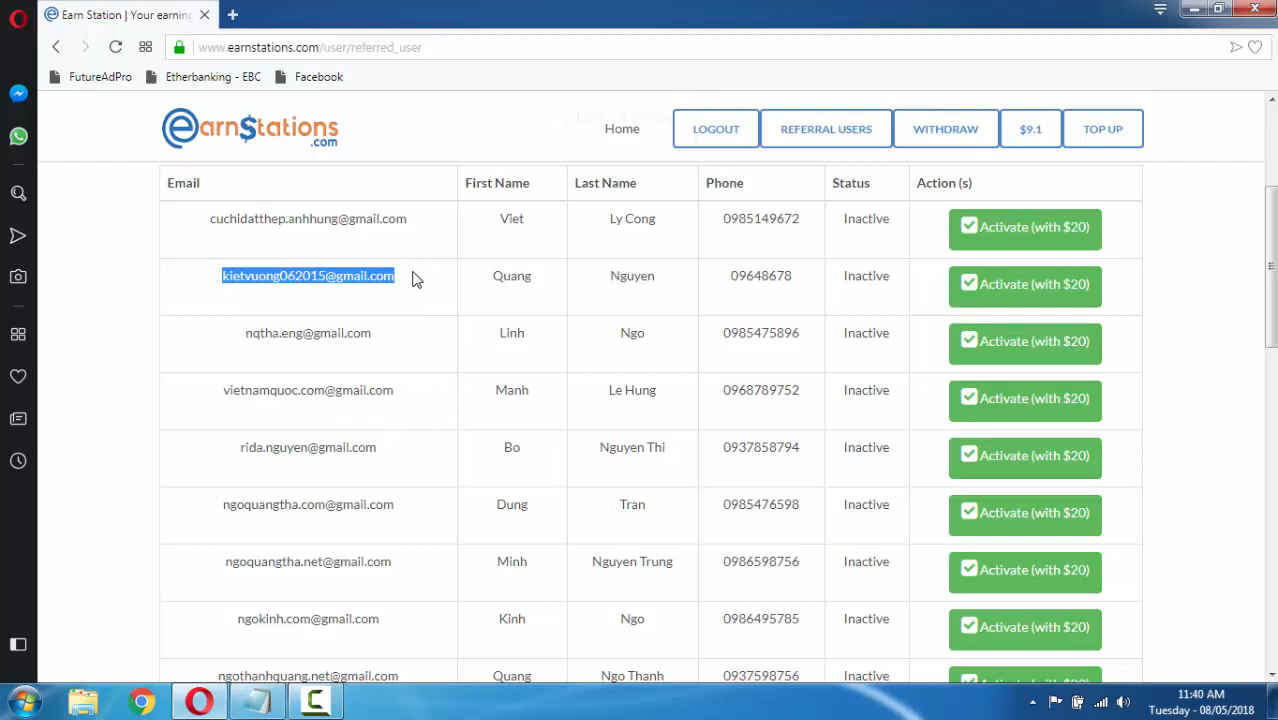 Earn Station | Your earning
www.earnstations.com/user/referred_user
FutureAdPro
Etherbanking - EBC
Facebook
earn$tations
.com
Home
LOGOUT
REFERRAL USERS
WITHDRAW
$9.1
TOP UP
Email First Name Last Name Phone Status Action (s)
cuchidatthep.anhhung@gmail.com Viet Ly Cong 0985149672 Inactive Activate (with $20)
kietvuong062015@gmail.com Quang Nguyen 09648678 Inactive Activate (with $20)
nqtha.eng@gmail.com Linh Ngo 0985475896 Inactive Activate (with $20)
vietnamquoc.com@gmail.com Manh Le Hung 0968789752 Inactive Activate (with $20)
rida.nguyen@gmail.com Bo Nguyen Thi 0937858794 Inactive Activate (with $20)
ngoquangtha.com@gmail.com Dung Tran 0985476598 Inactive Activate (with $20)
ngoquangtha.net@gmail.com Minh Nguyen Trung 0986598756 Inactive Activate (with $20)
ngokinh.com@gmail.com Kinh Ngo 0986495785 Inactive Activate (with $20)
ngothanhquang.net@gmail.com Quang Ngo Thanh 0937598756 Inactive Activate (with $20)
11:40 AM
Tuesday - 08/05/2018